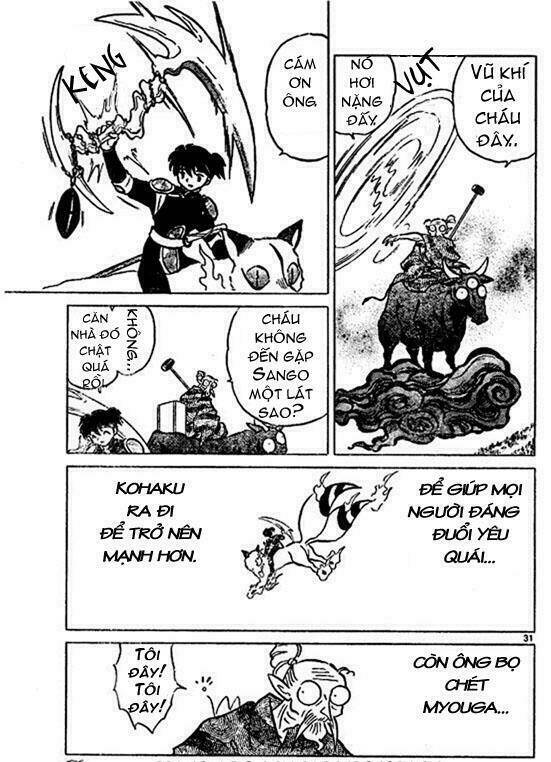 VŨ KHÍ
CỦA
CHÁU
ĐÂY.
VỤT
NÓ
HƠI
NẶNG
ĐẤY.
KENG
CÁM
ƠN
ÔNG
CHÁU
KHÔNG
ĐẾN GẶP
SANGO
MỘT LÁT
SAO?
KHÔNG...
CĂN
NHÀ ĐÓ
CHẬT
QUÁ
RỒI.
ĐỂ GIÚP MỌI
NGƯỜI ĐÁNG
ĐUỔI YÊU
QUÁI...
KOHAKU
RA ĐI
ĐỂ TRỞ NÊN
MẠNH HƠN.
31
CÒN ÔNG BỌ
CHÉT
MYOUGA...
TÔI
ĐÂY!
TÔI
ĐÂY!